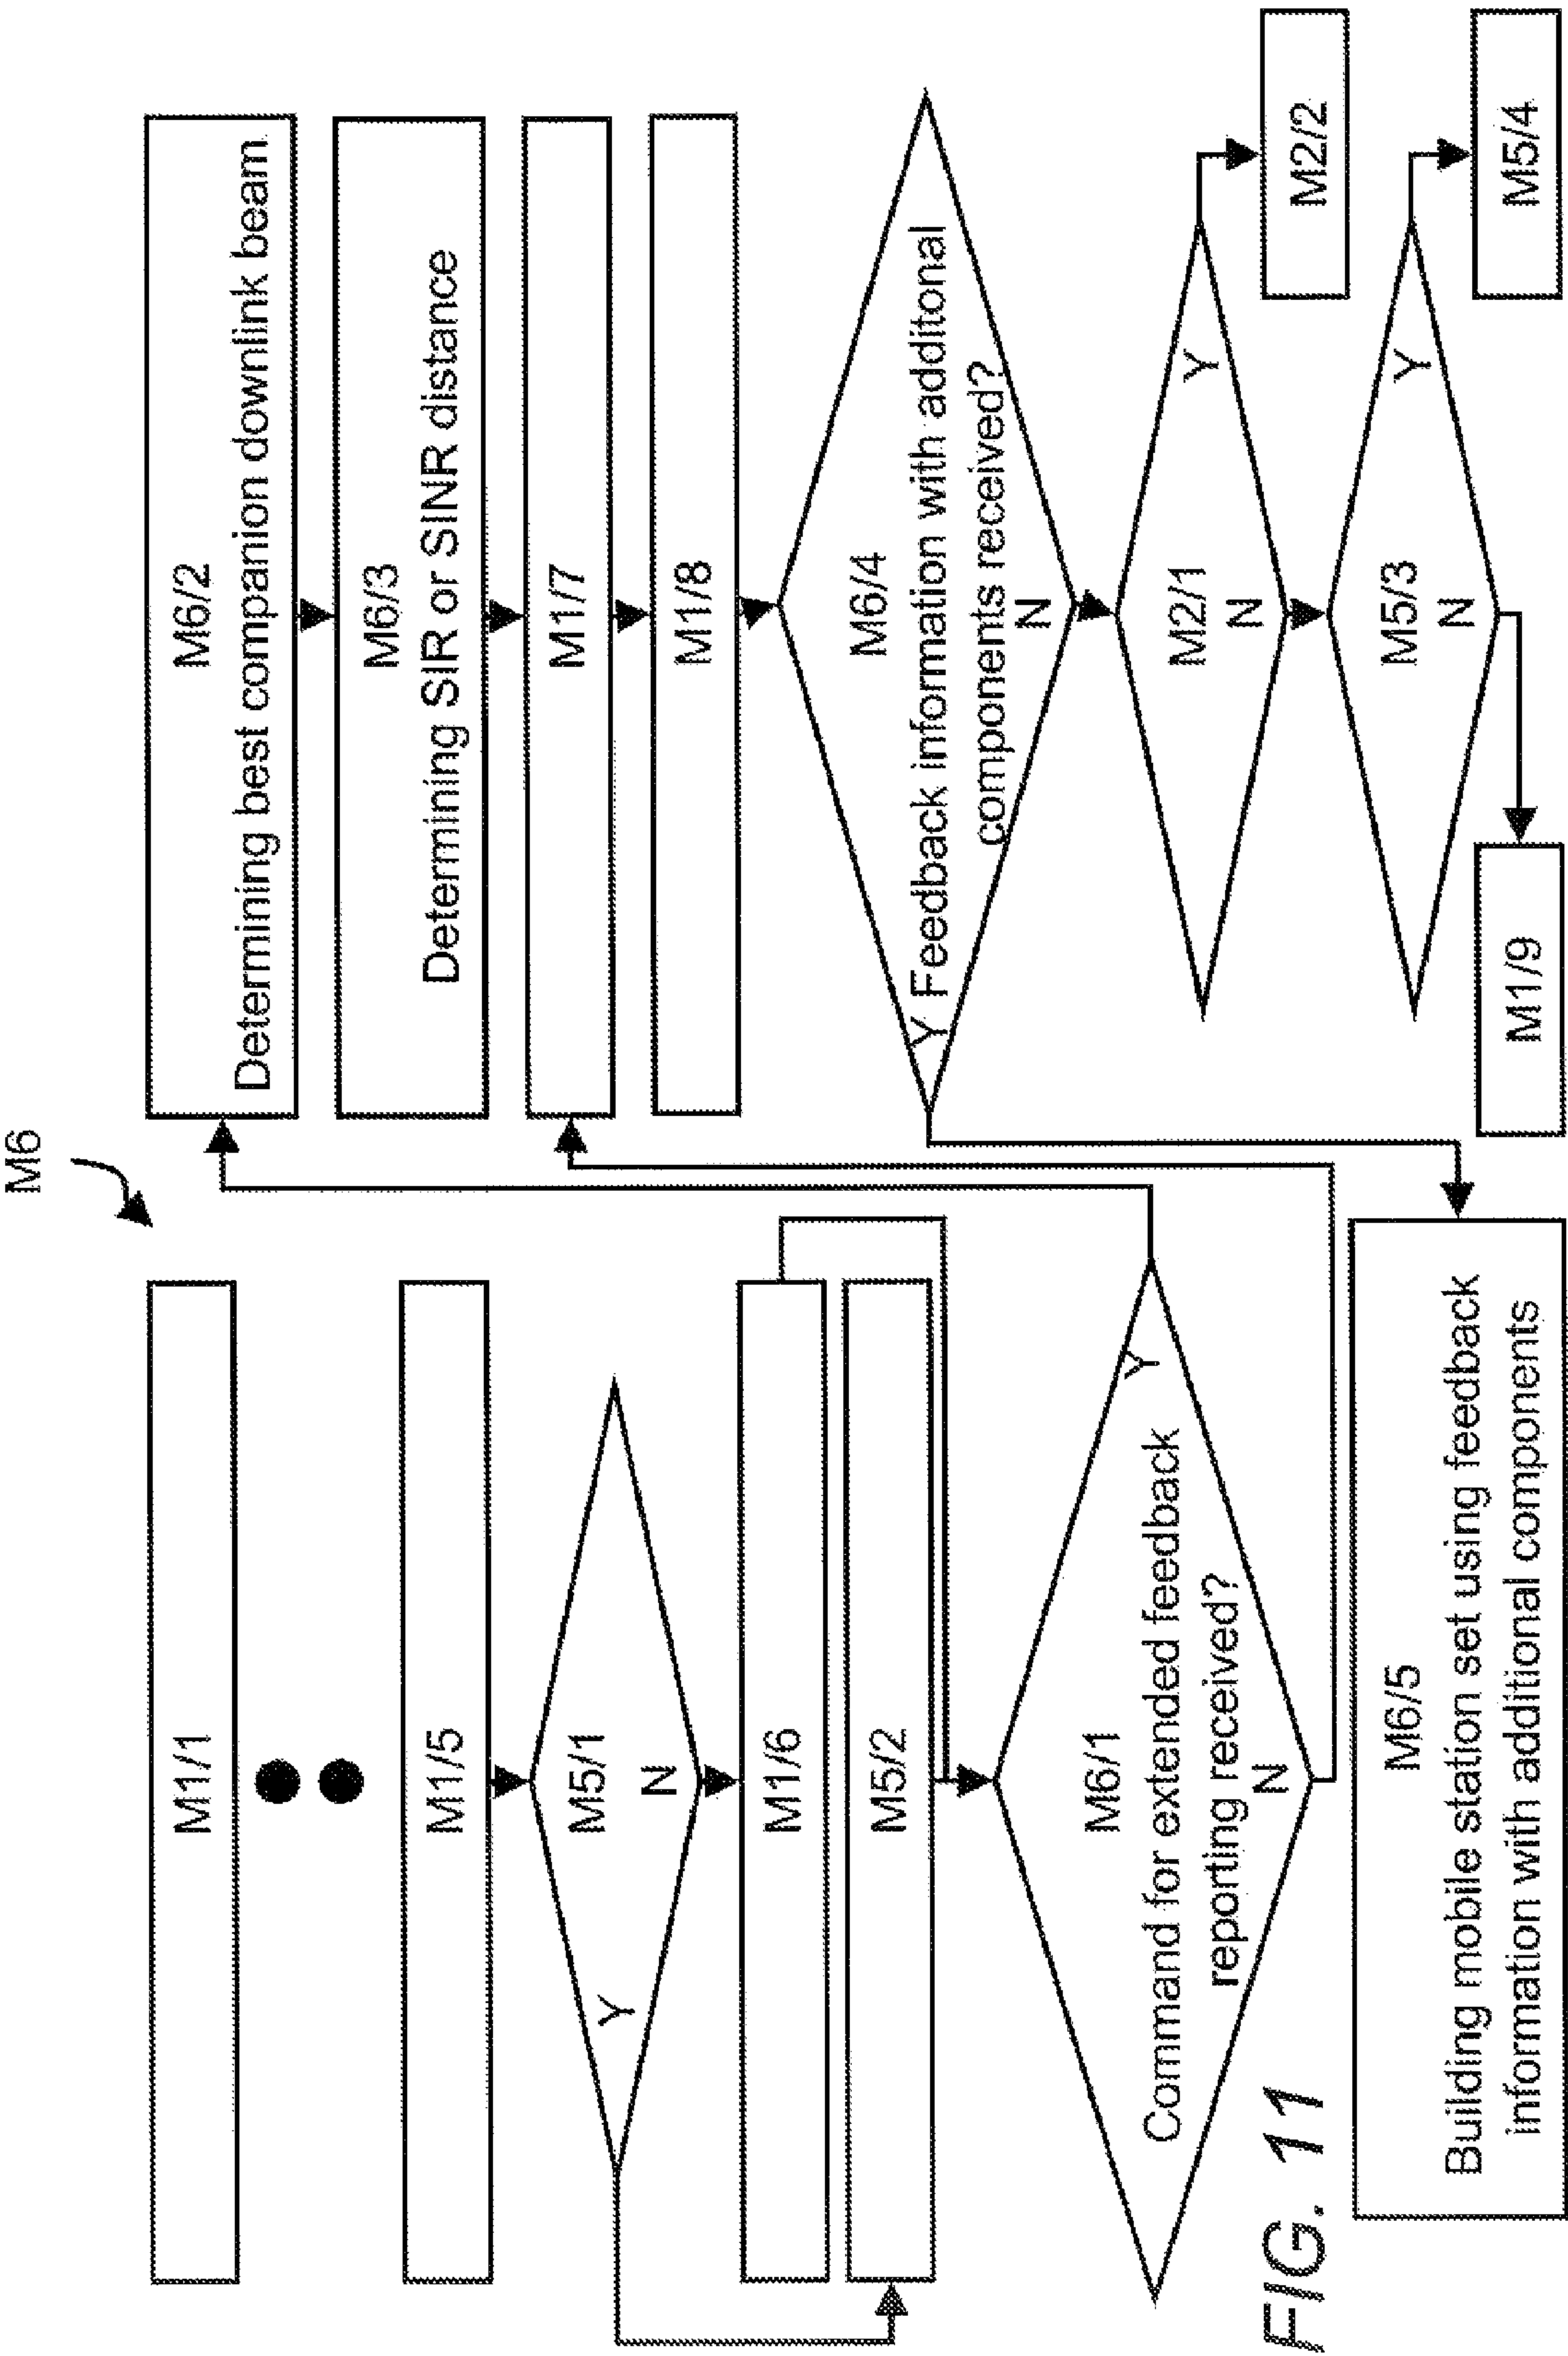 M6
M1/1
M1/5
M5/1
Y
N
M1/6
M5/2
M6/1
Command for extended feedback
reporting received?
Y
N
M6/2
Determining best companion downlink beam
M6/3
Determining SIR or SINR distance
M1/7
M1/8
M6/4
Y Feedback information with additonal
components received?
N
M2/1
Y
N
M2/2
M5/3
Y
N
M5/4
M1/9
M6/5
Building mobile station set using feedback
information with additional components
FIG. 11